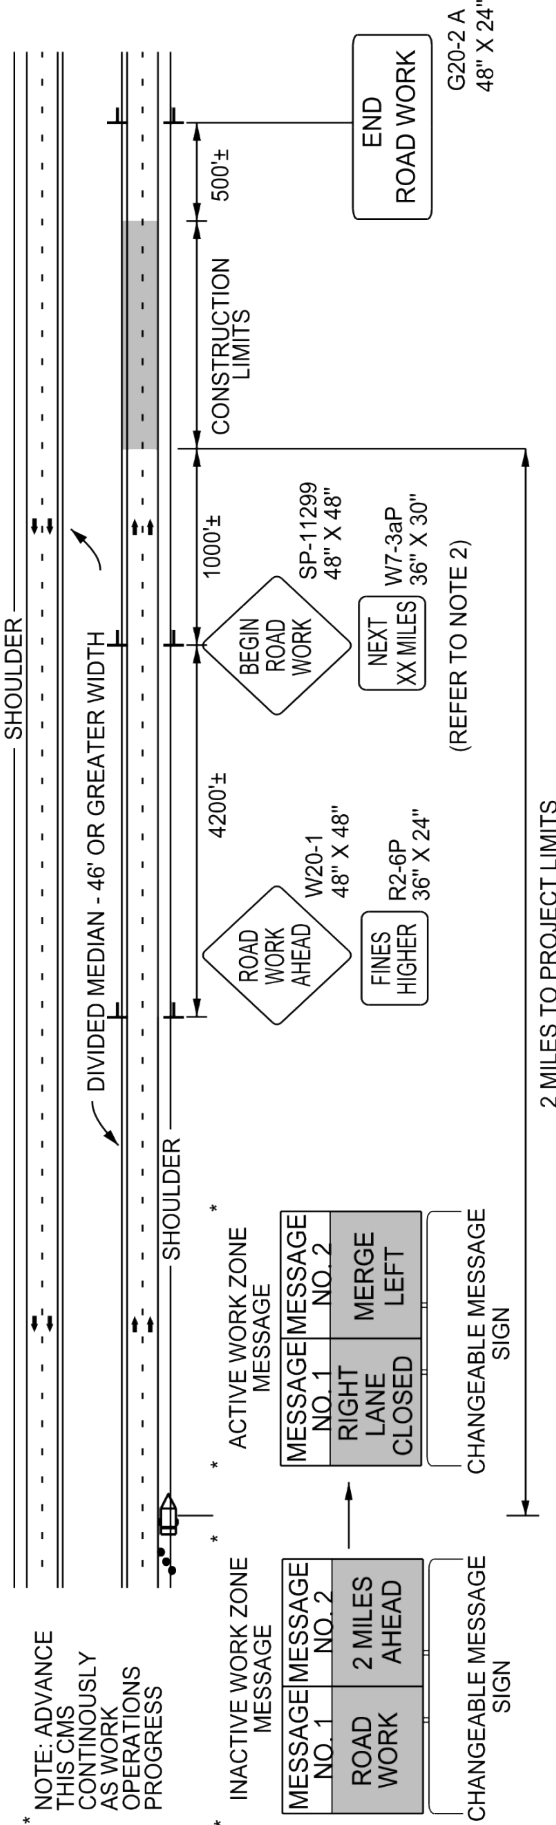 SHOULDER
DIVIDED MEDIAN - 46' OR GREATER WIDTH
SHOULDER
* NOTE: ADVANCE
THIS CMS
CONTINOUSLY
AS WORK
OPERATIONS
PROGRESS
* INACTIVE WORK ZONE *
MESSAGE
MESSAGE
NO. 1
MESSAGE
NO. 2
ROAD
WORK
2 MILES
AHEAD
CHANGEABLE MESSAGE
SIGN
* ACTIVE WORK ZONE *
MESSAGE
MESSAGE
NO. 1
MESSAGE
NO. 2
RIGHT
LANE
CLOSED
MERGE
LEFT
CHANGEABLE MESSAGE
SIGN
4200'±
1000'±
CONSTRUCTION
LIMITS
500'±
ROAD
WORK
AHEAD
W20-1
48" X 48"
FINES
HIGHER
R2-6P
36" X 24"
BEGIN
ROAD
WORK
SP-11299
48" X 48"
NEXT
XX MILES
W7-3aP
36" X 30"
(REFER TO NOTE 2)
END
ROAD WORK
G20-2 A
48" X 24"
2 MILES TO PROJECT LIMITS